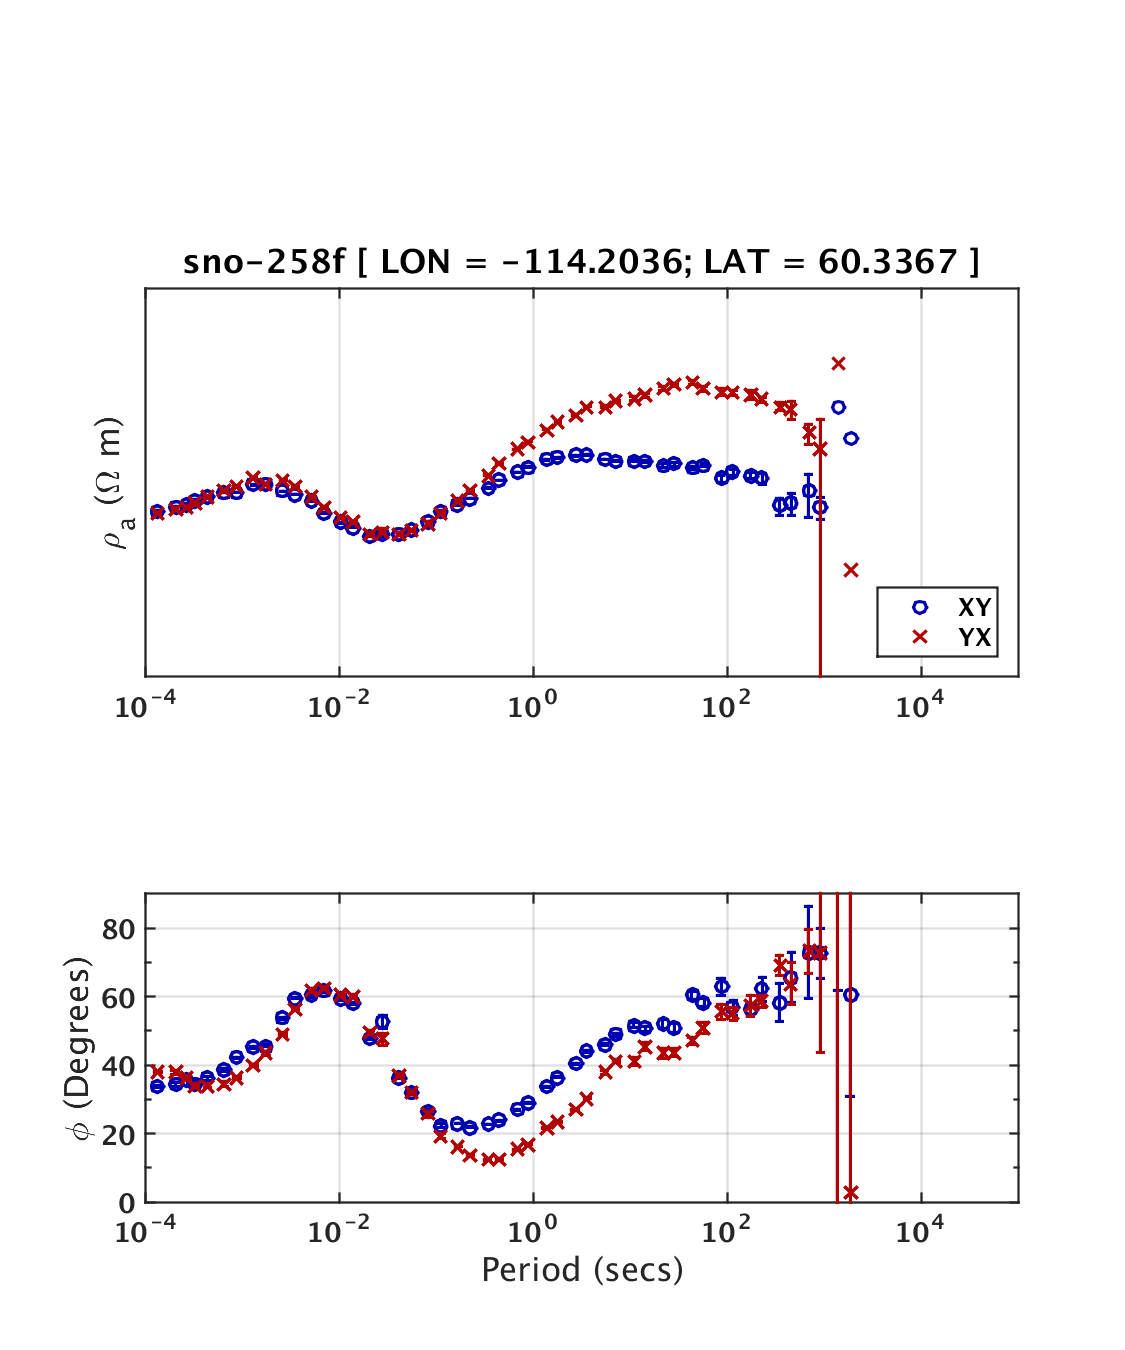 sno-258f [ LON = -114.2036; LAT = 60.3367 ]
ρa (Ω m)
XY
YX
10-4 10-2 100 102 104
80
60
40
20
0
ϕ (Degrees)
10-4 10-2 100 102 104
Period (secs)